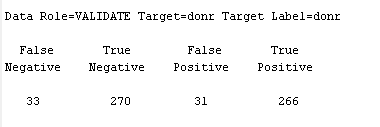 Data Role=VALIDATE Target=donr Target Label=donr
False True False True
Negative Negative Positive Positive
33 270 31 266